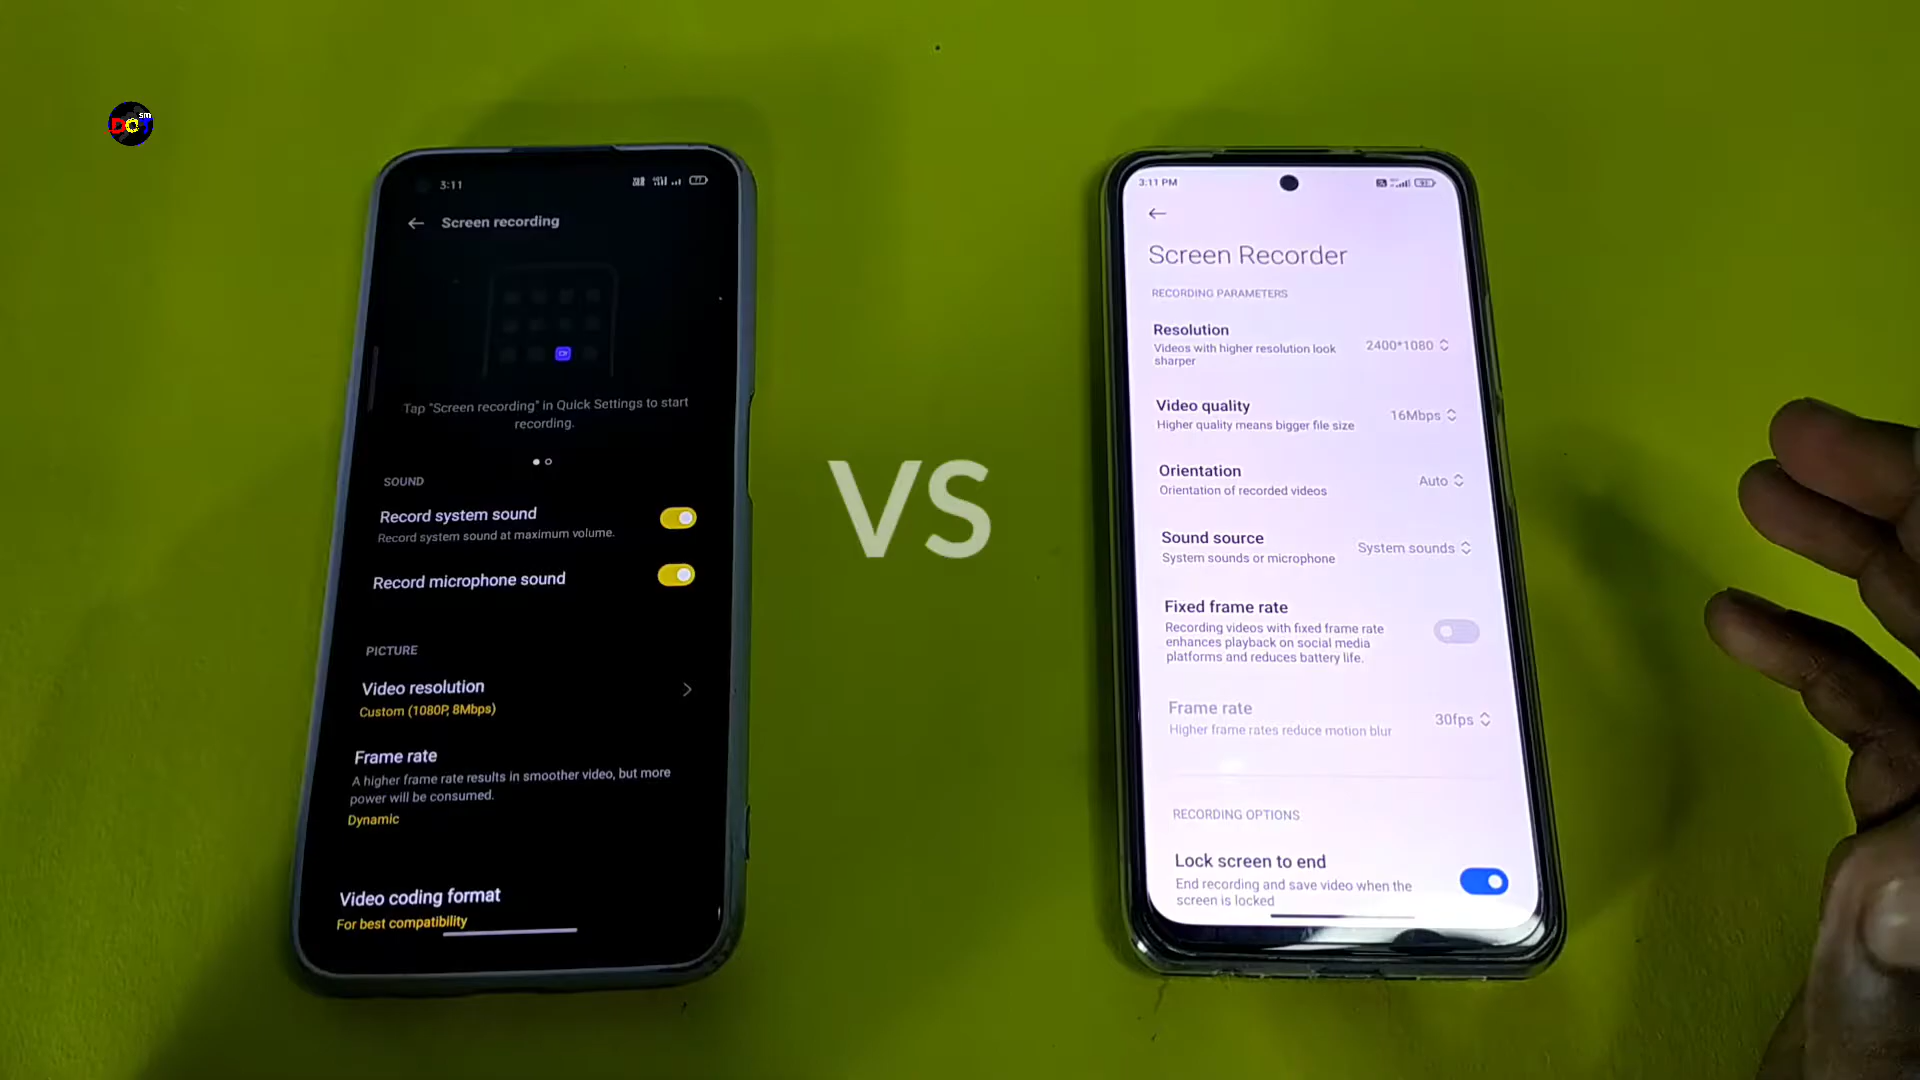 DOT
sm
3:11
Screen recording
Tap "Screen recording" in Quick Settings to start
recording.
SOUND
Record system sound
Record system sound at maximum volume.
Record microphone sound
PICTURE
Video resolution
Custom (1080P, 8Mbps)
Frame rate
A higher frame rate results in smoother video, but more
power will be consumed.
Dynamic
Video coding format
For best compatibility
VS
3:11 PM
Screen Recorder
RECORDING PARAMETERS
Resolution
Videos with higher resolution look
sharper
2400*1080
Video quality
Higher quality means bigger file size
16Mbps
Orientation
Orientation of recorded videos
Auto
Sound source
System sounds or microphone
System sounds
Fixed frame rate
Recording videos with fixed frame rate
enhances playback on social media
platforms and reduces battery life.
Frame rate
Higher frame rates reduce motion blur
30fps
RECORDING OPTIONS
Lock screen to end
End recording and save video when the
screen is locked